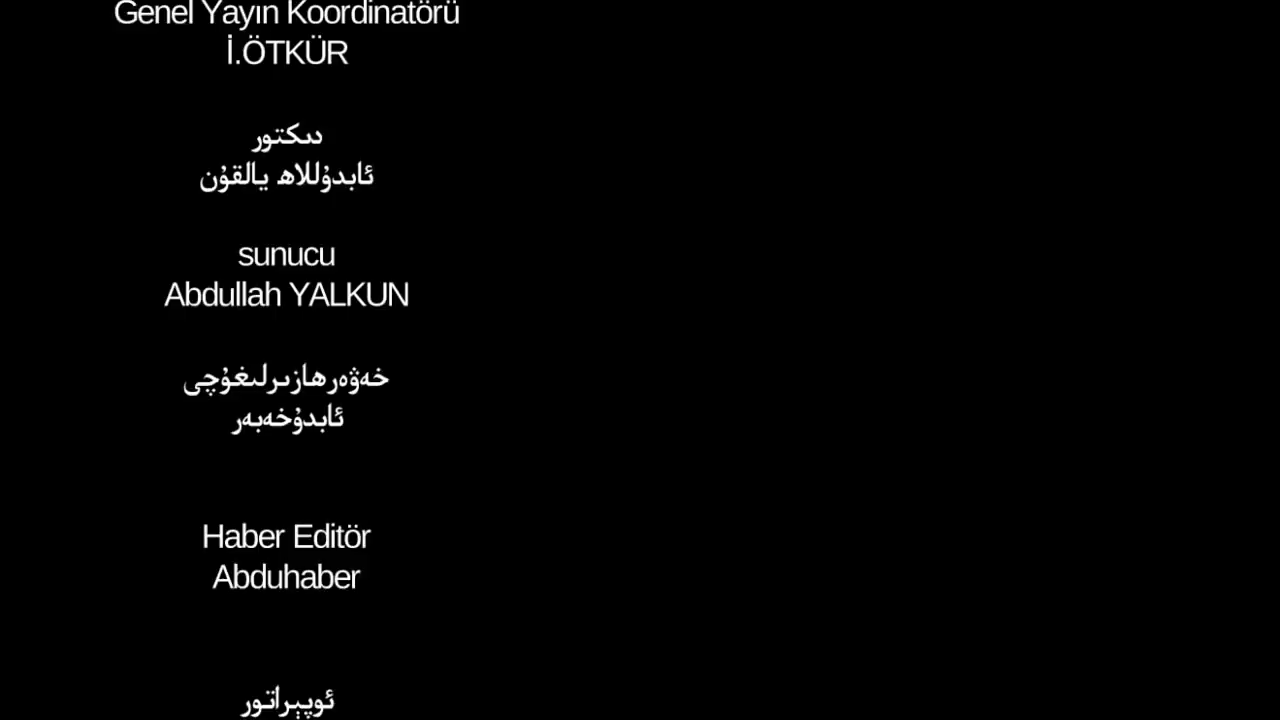 Genel Yayın Koordinatörü
İ.ÖTKÜR
دىكتور
ئابدۇللاھ يالقۇن
sunucu
Abdullah YALKUN
خەۋەرھازىرلىغۇچى
ئابدۇخەبەر
Haber Editör
Abduhaber
ئوپېراتور